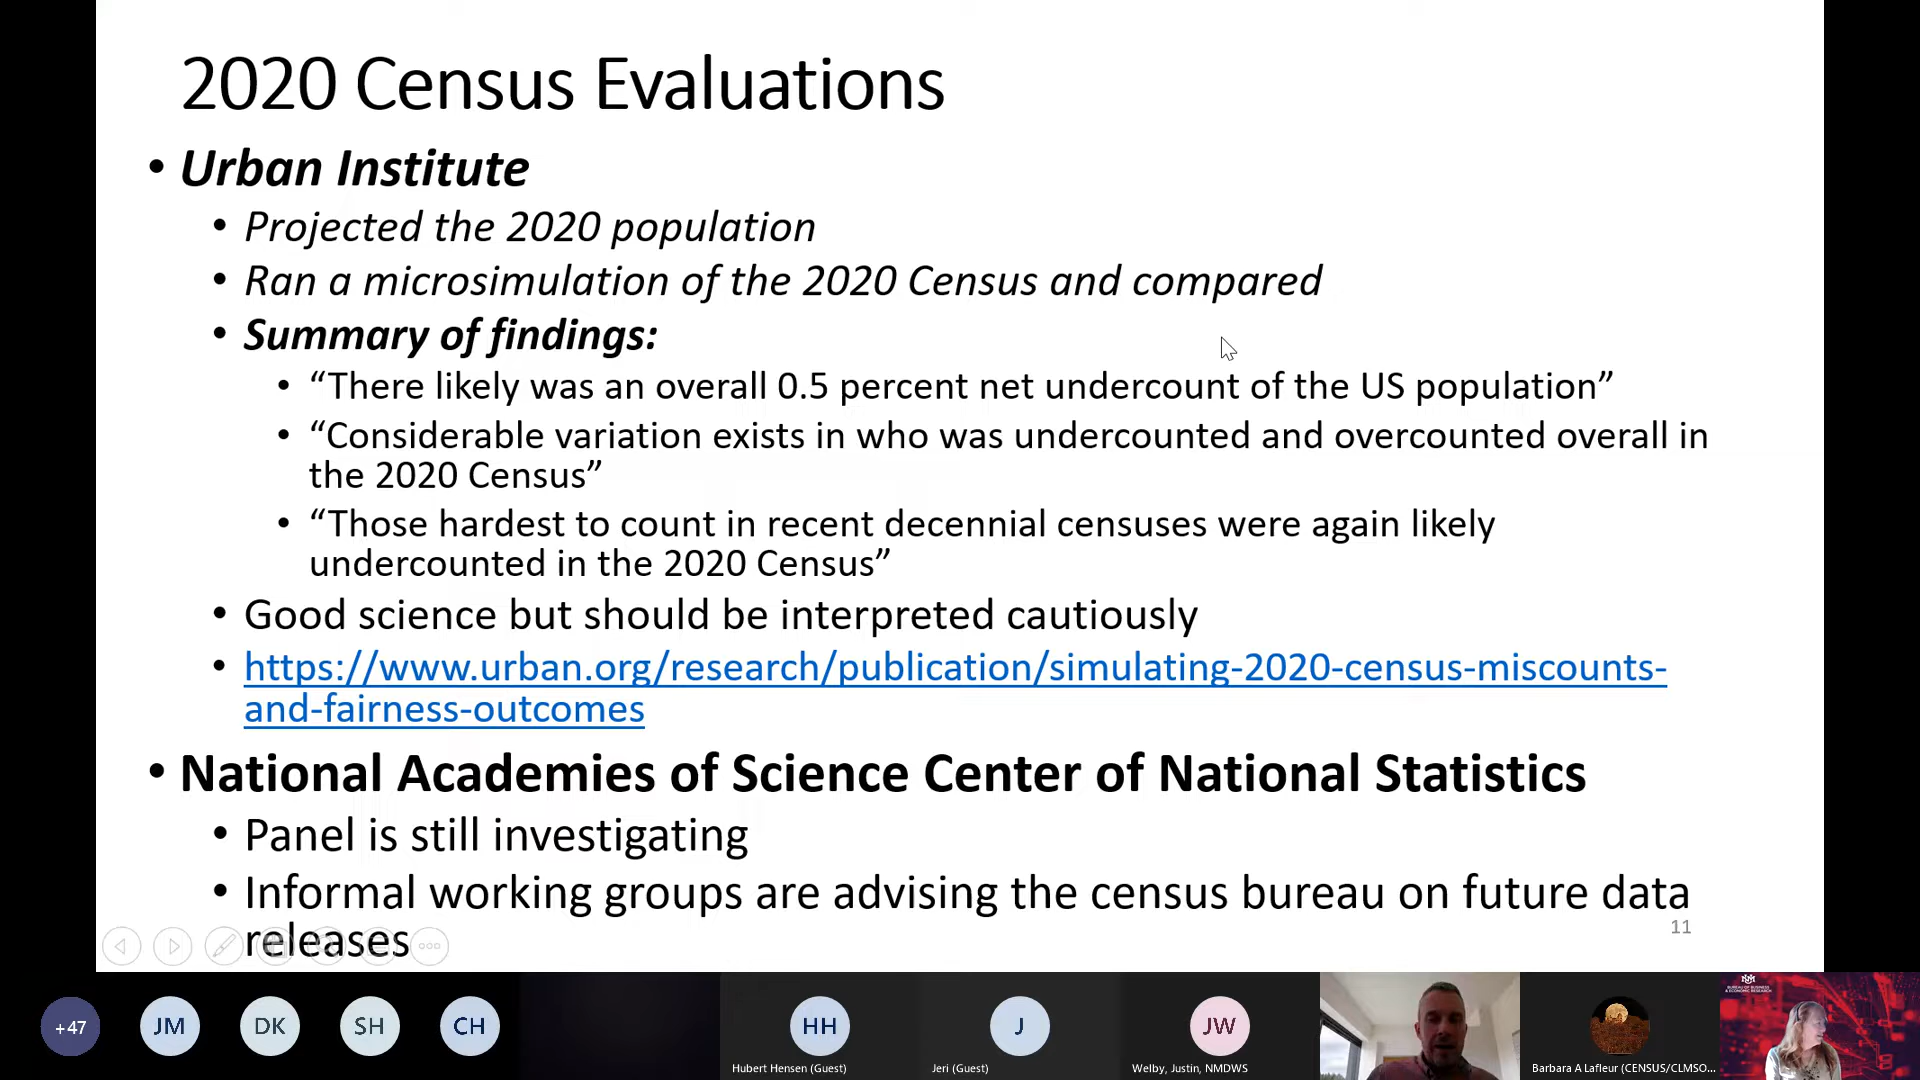 2020 Census Evaluations
• Urban Institute
• Projected the 2020 population
• Ran a microsimulation of the 2020 Census and compared
• Summary of findings:
• “There likely was an overall 0.5 percent net undercount of the US population”
• “Considerable variation exists in who was undercounted and overcounted overall in
the 2020 Census”
• “Those hardest to count in recent decennial censuses were again likely
undercounted in the 2020 Census”
• Good science but should be interpreted cautiously
• https://www.urban.org/research/publication/simulating-2020-census-miscounts-
and-fairness-outcomes
• National Academies of Science Center of National Statistics
• Panel is still investigating
• Informal working groups are advising the census bureau on future data
releases
11
+47
JM
DK
SH
CH
HH
J
JW
Hubert Hensen (Guest)
Jeri (Guest)
Welby, Justin, NMDWS
Barbara A Lafleur (CENSUS/CLMSO...
BUREAU OF BUSINESS
& ECONOMIC RESEARCH